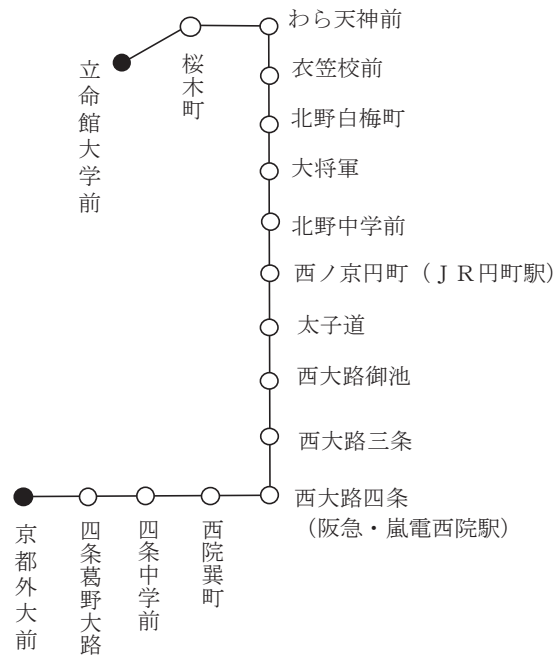 わら天神前
桜木町
立命館大学前
衣笠校前
北野白梅町
大将軍
北野中学前
西ノ京円町（ＪＲ円町駅）
太子道
西大路御池
西大路三条
西大路四条
（阪急・嵐電西院駅）
西院巽町
四条中学前
四条葛野大路
京都外大前